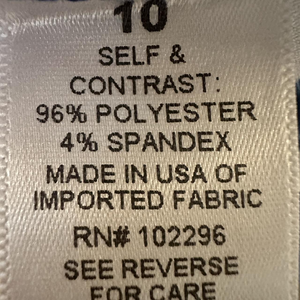 10
SELF &
CONTRAST:
96% POLYESTER
4% SPANDEX
MADE IN USA OF
IMPORTED FABRIC
RN# 102296
SEE REVERSE
FOR CARE